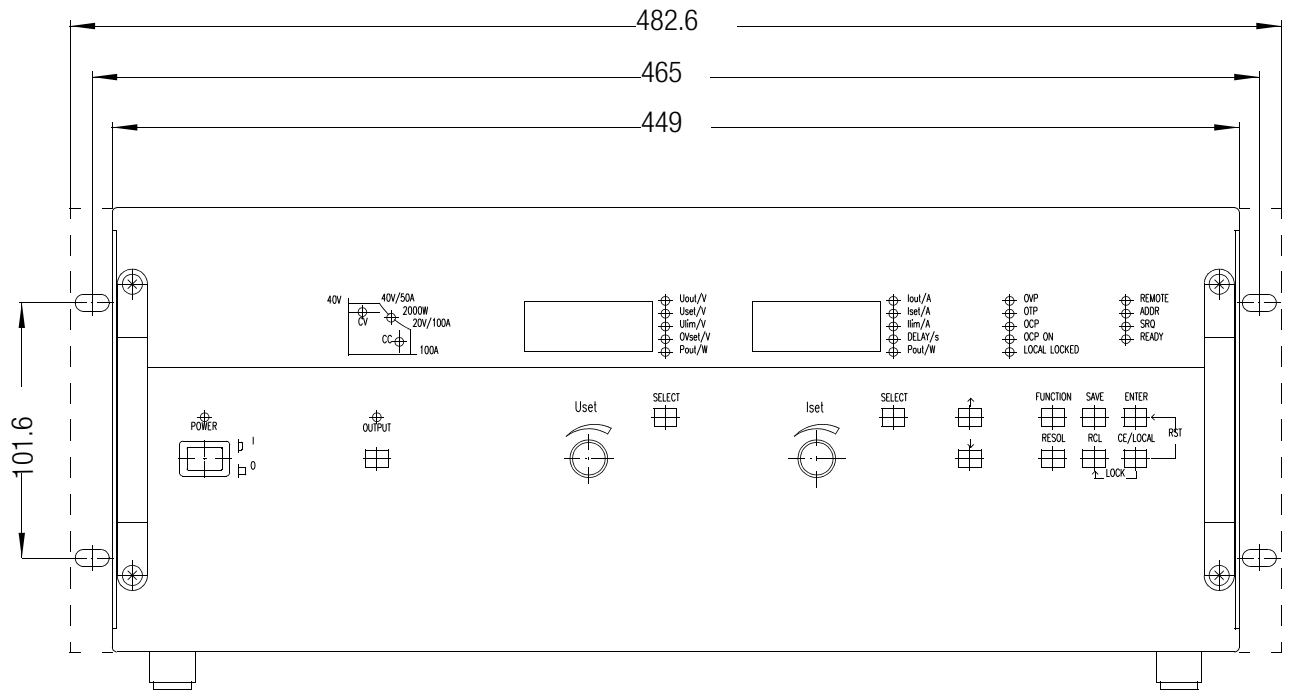 482.6
465
449
101.6
40V
40V/50A
2000W
20V/100A
CV
CC
100A
Uout/V
Uset/V
Ulim/V
OVset/V
Pout/W
Iout/A
Iset/A
Ilim/A
DELAY/s
Pout/W
OVP
OTP
OCP
OCP ON
LOCAL LOCKED
REMOTE
ADDR
SRQ
READY
POWER
I
O
OUTPUT
Uset
SELECT
Iset
SELECT
↑
↓
FUNCTION SAVE ENTER
RESOL RCL CE/LOCAL
RST
LOCK